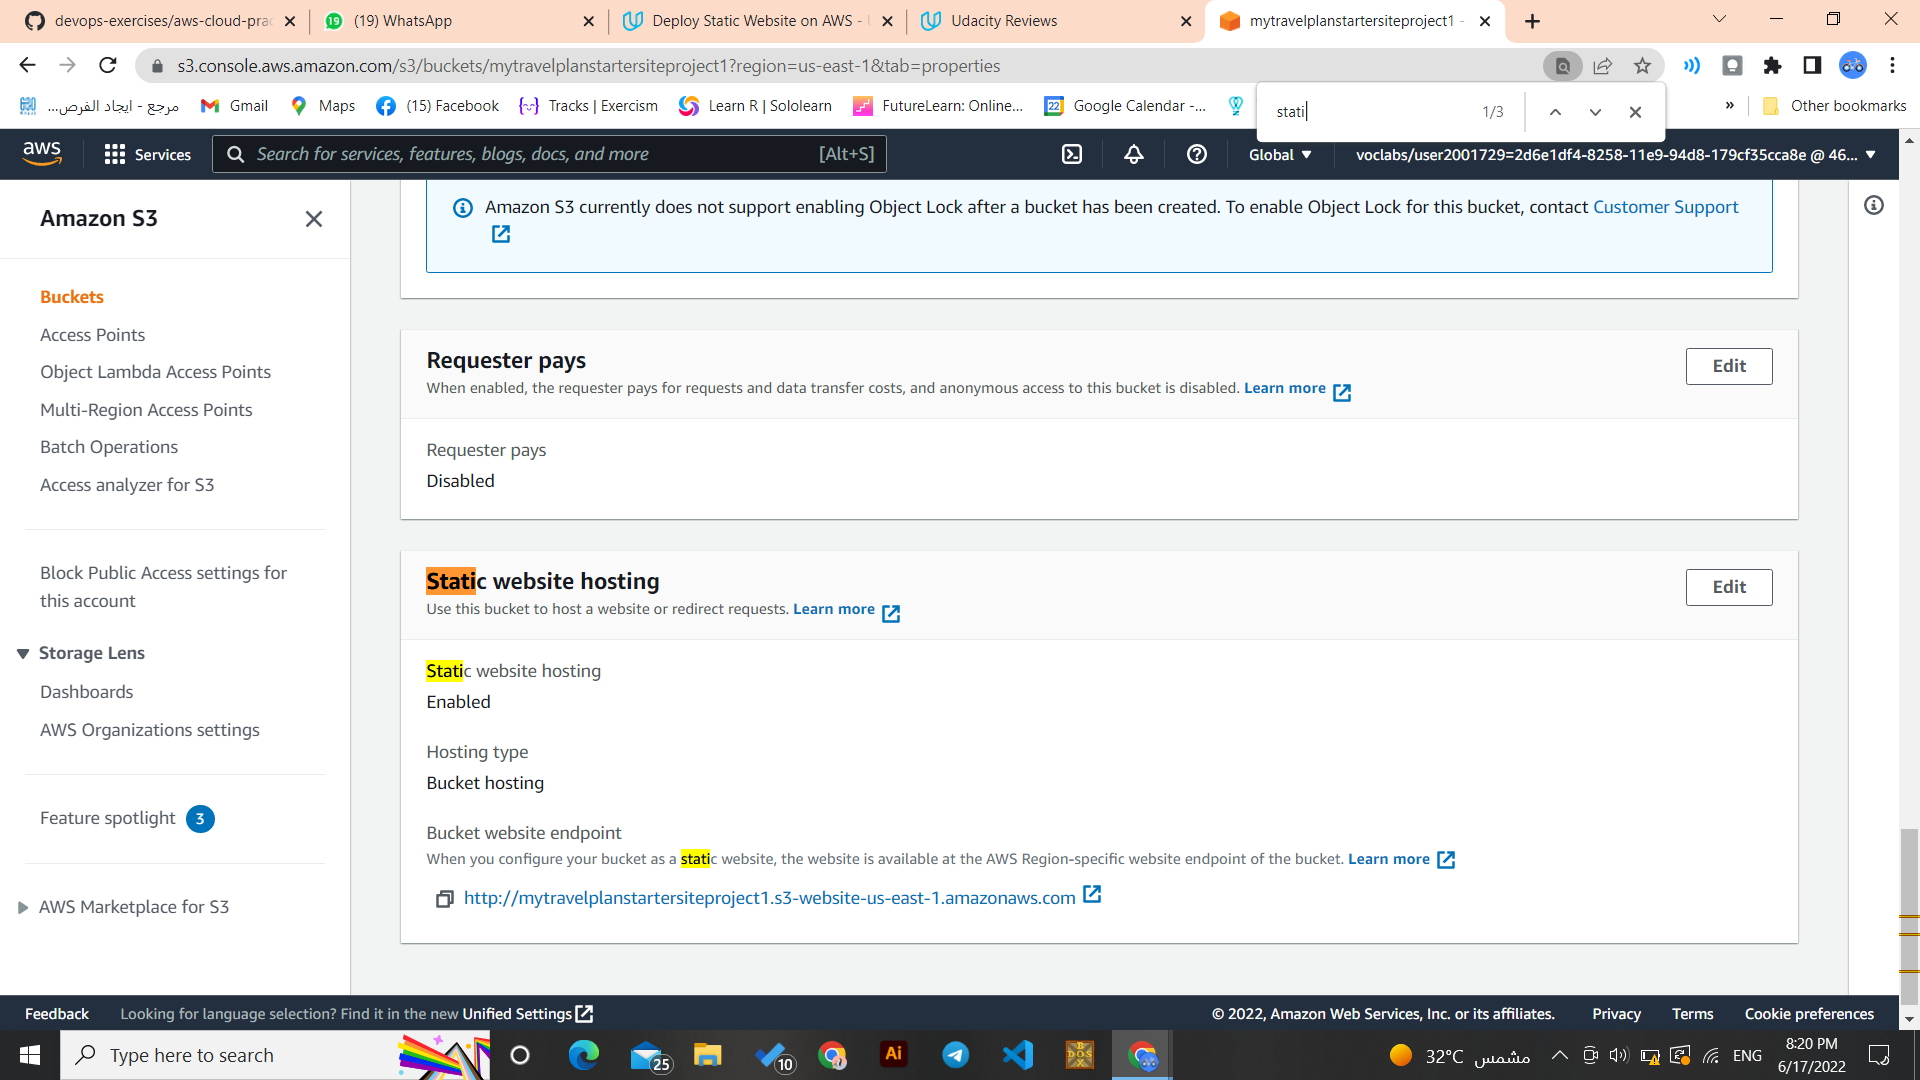 devops-exercises/aws-cloud-prac
(19) WhatsApp
Deploy Static Website on AWS -
Udacity Reviews
mytravelplanstartersiteproject1 -
s3.console.aws.amazon.com/s3/buckets/mytravelplanstartersiteproject1?region=us-east-1&tab=properties
مرجع - ايجاد الفرص...
Gmail
Maps
(15) Facebook
Tracks | Exercism
Learn R | Sololearn
FutureLearn: Online...
Google Calendar -...
»
Other bookmarks
stati
1/3
aws
Services
Search for services, features, blogs, docs, and more
[Alt+S]
Global
voclabs/user2001729=2d6e1df4-8258-11e9-94d8-179cf35cca8e @ 46...
Amazon S3
Buckets
Access Points
Object Lambda Access Points
Multi-Region Access Points
Batch Operations
Access analyzer for S3
Block Public Access settings for
this account
Storage Lens
Dashboards
AWS Organizations settings
Feature spotlight 3
AWS Marketplace for S3
Amazon S3 currently does not support enabling Object Lock after a bucket has been created. To enable Object Lock for this bucket, contact Customer Support
Requester pays
When enabled, the requester pays for requests and data transfer costs, and anonymous access to this bucket is disabled. Learn more
Edit
Requester pays
Disabled
Static website hosting
Use this bucket to host a website or redirect requests. Learn more
Edit
Static website hosting
Enabled
Hosting type
Bucket hosting
Bucket website endpoint
When you configure your bucket as a static website, the website is available at the AWS Region-specific website endpoint of the bucket. Learn more
http://mytravelplanstartersiteproject1.s3-website-us-east-1.amazonaws.com
Feedback
Looking for language selection? Find it in the new Unified Settings
© 2022, Amazon Web Services, Inc. or its affiliates.
Privacy
Terms
Cookie preferences
Type here to search
25
10
Ai
32°C مشمس
ENG
8:20 PM
6/17/2022